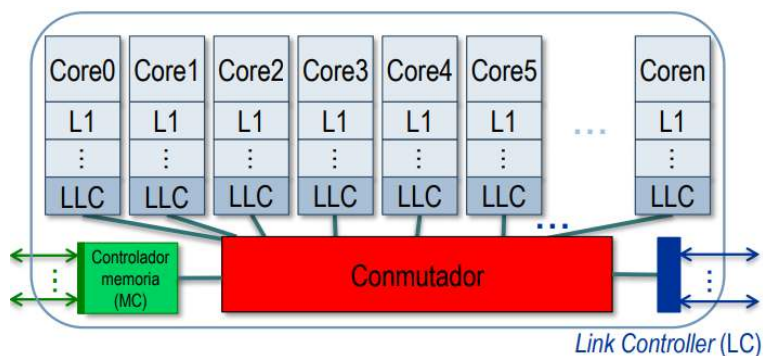 Core0 Core1 Core2 Core3 Core4 Core5 ... Coren
L1 L1 L1 L1 L1 L1 L1
⋮ ⋮ ⋮ ⋮ ⋮ ⋮ ⋮
LLC LLC LLC LLC LLC LLC ... LLC
Controlador
memoria
(MC)
Conmutador
Link Controller (LC)